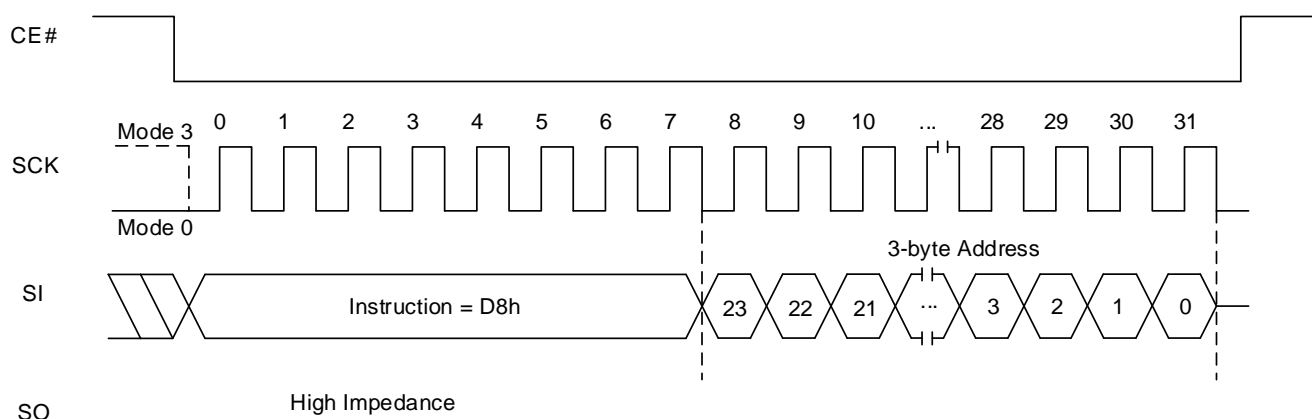 CE#
0 1 2 3 4 5 6 7 8 9 10 ... 28 29 30 31
Mode 3
SCK
Mode 0
3-byte Address
SI
Instruction = D8h 23 22 21 ... 3 2 1 0
High Impedance
SO